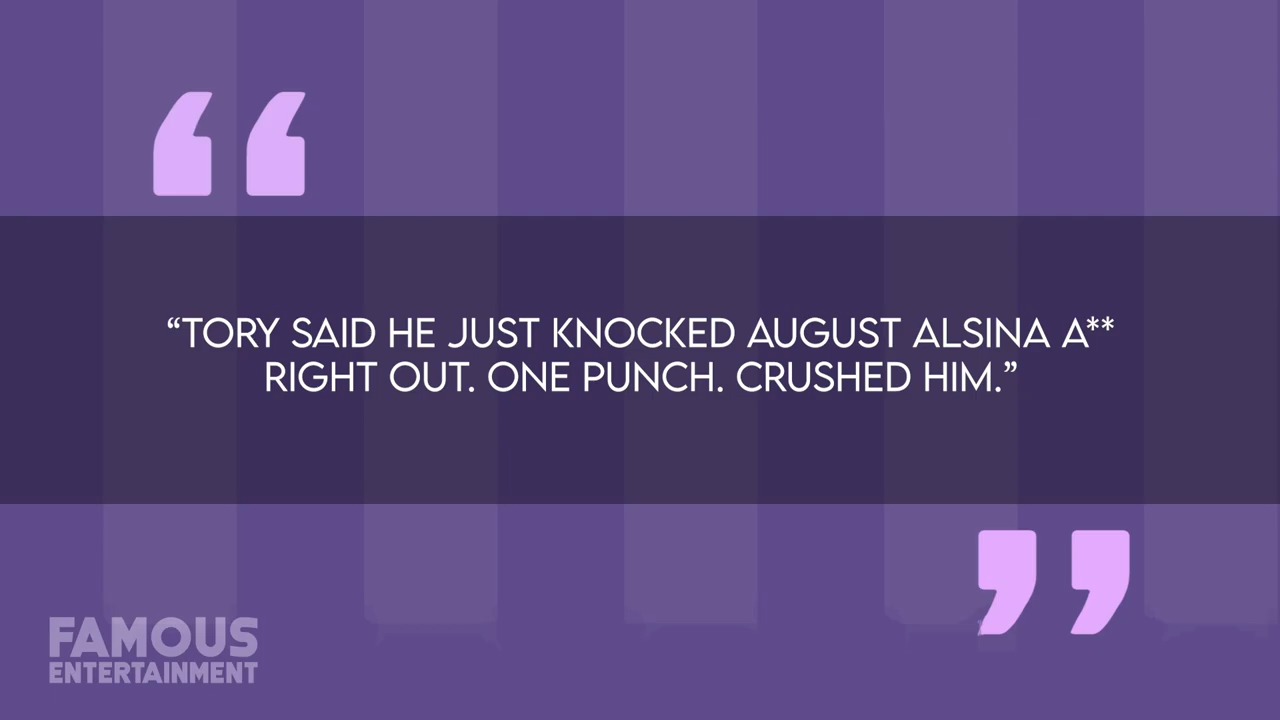 “TORY SAID HE JUST KNOCKED AUGUST ALSINA A**
RIGHT OUT. ONE PUNCH. CRUSHED HIM.”
FAMOUS
ENTERTAINMENT